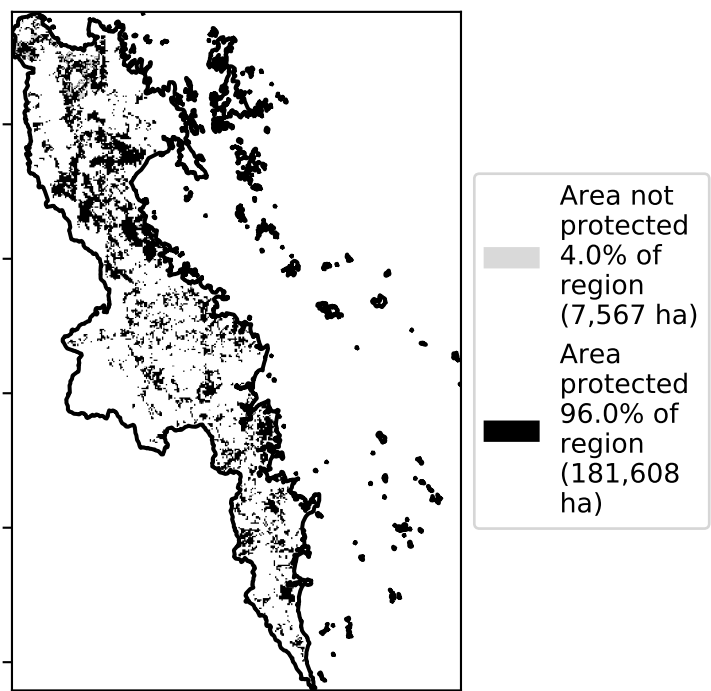 Area not
protected
4.0% of
region
(7,567 ha)
Area
protected
96.0% of
region
(181,608
ha)